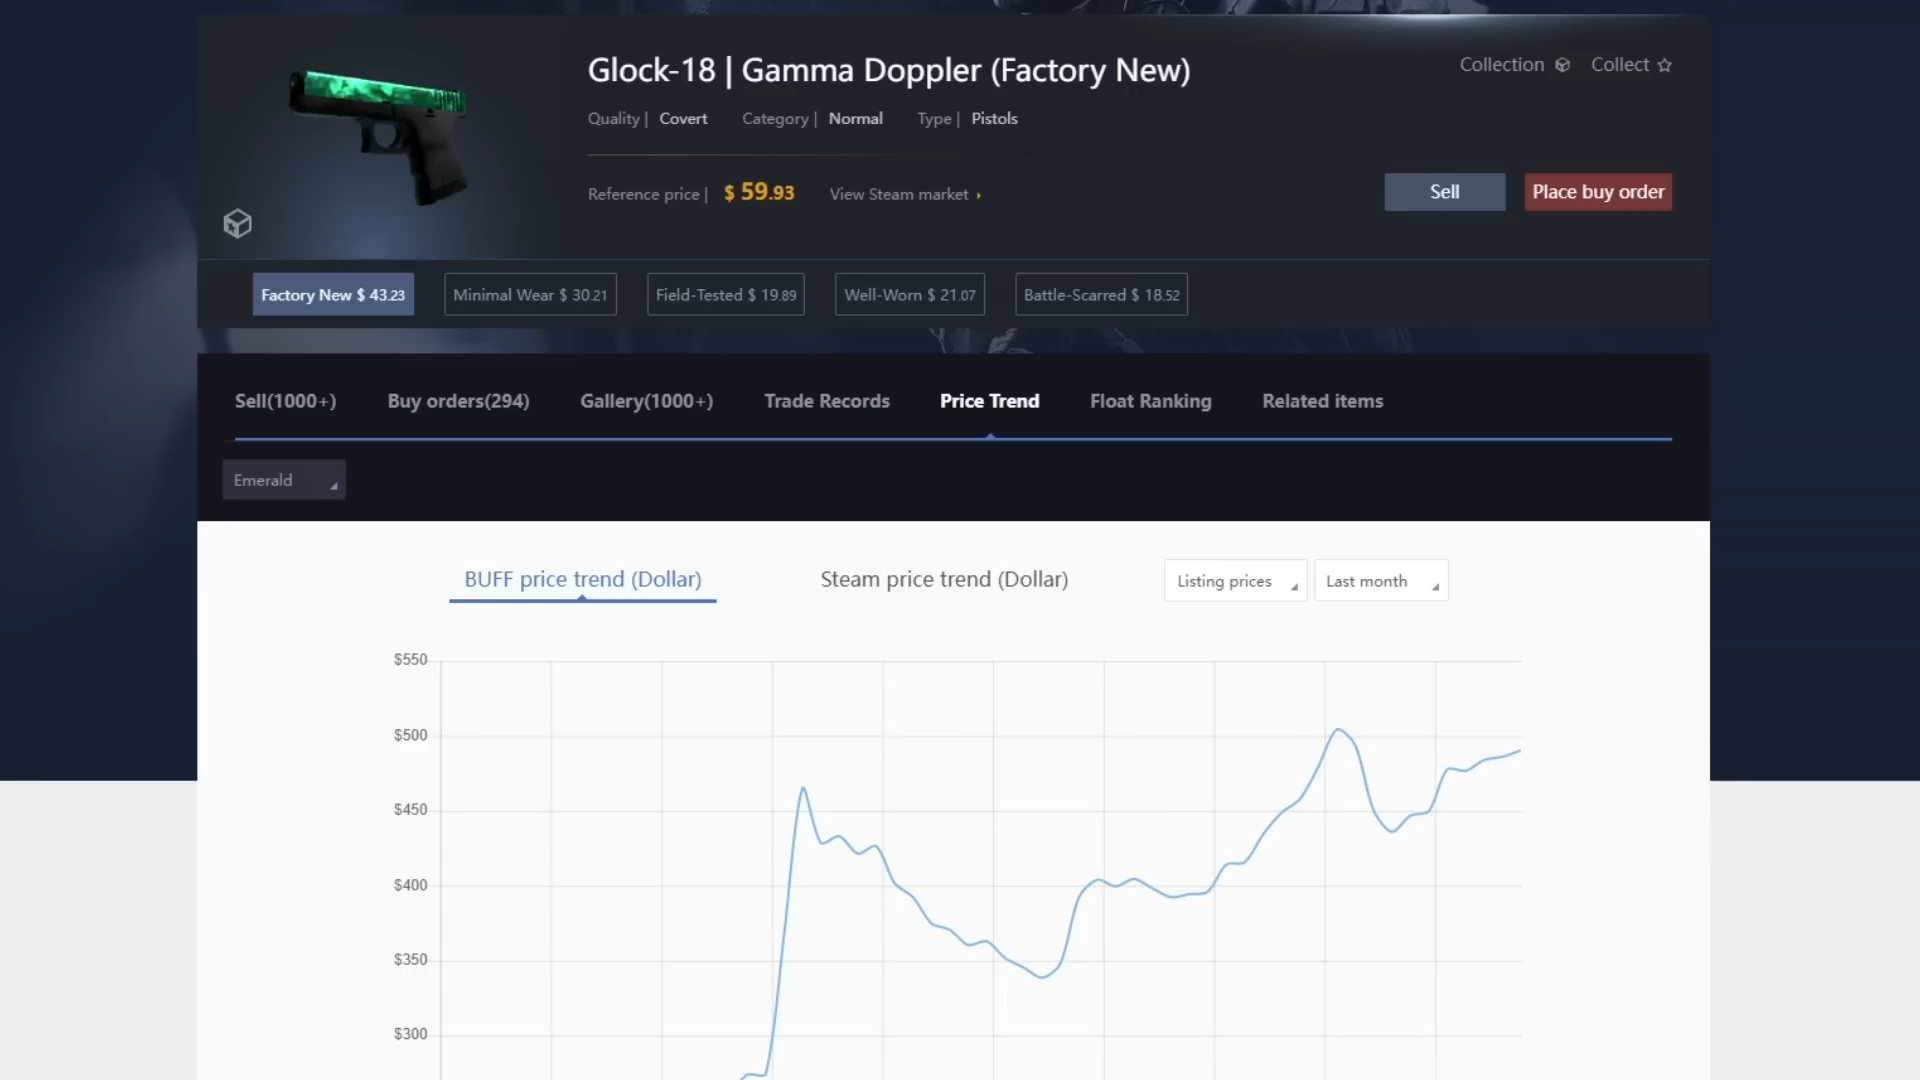 Glock-18 | Gamma Doppler (Factory New)
Collection Collect
Quality | Covert Category | Normal Type | Pistols
Reference price | $ 59.93 View Steam market
Sell Place buy order
Factory New $ 43.23 Minimal Wear $ 30.21 Field-Tested $ 19.89 Well-Worn $ 21.07 Battle-Scarred $ 18.52
Sell(1000+) Buy orders(294) Gallery(1000+) Trade Records Price Trend Float Ranking Related items
Emerald
BUFF price trend (Dollar) Steam price trend (Dollar) Listing prices Last month
$550
$500
$450
$400
$350
$300